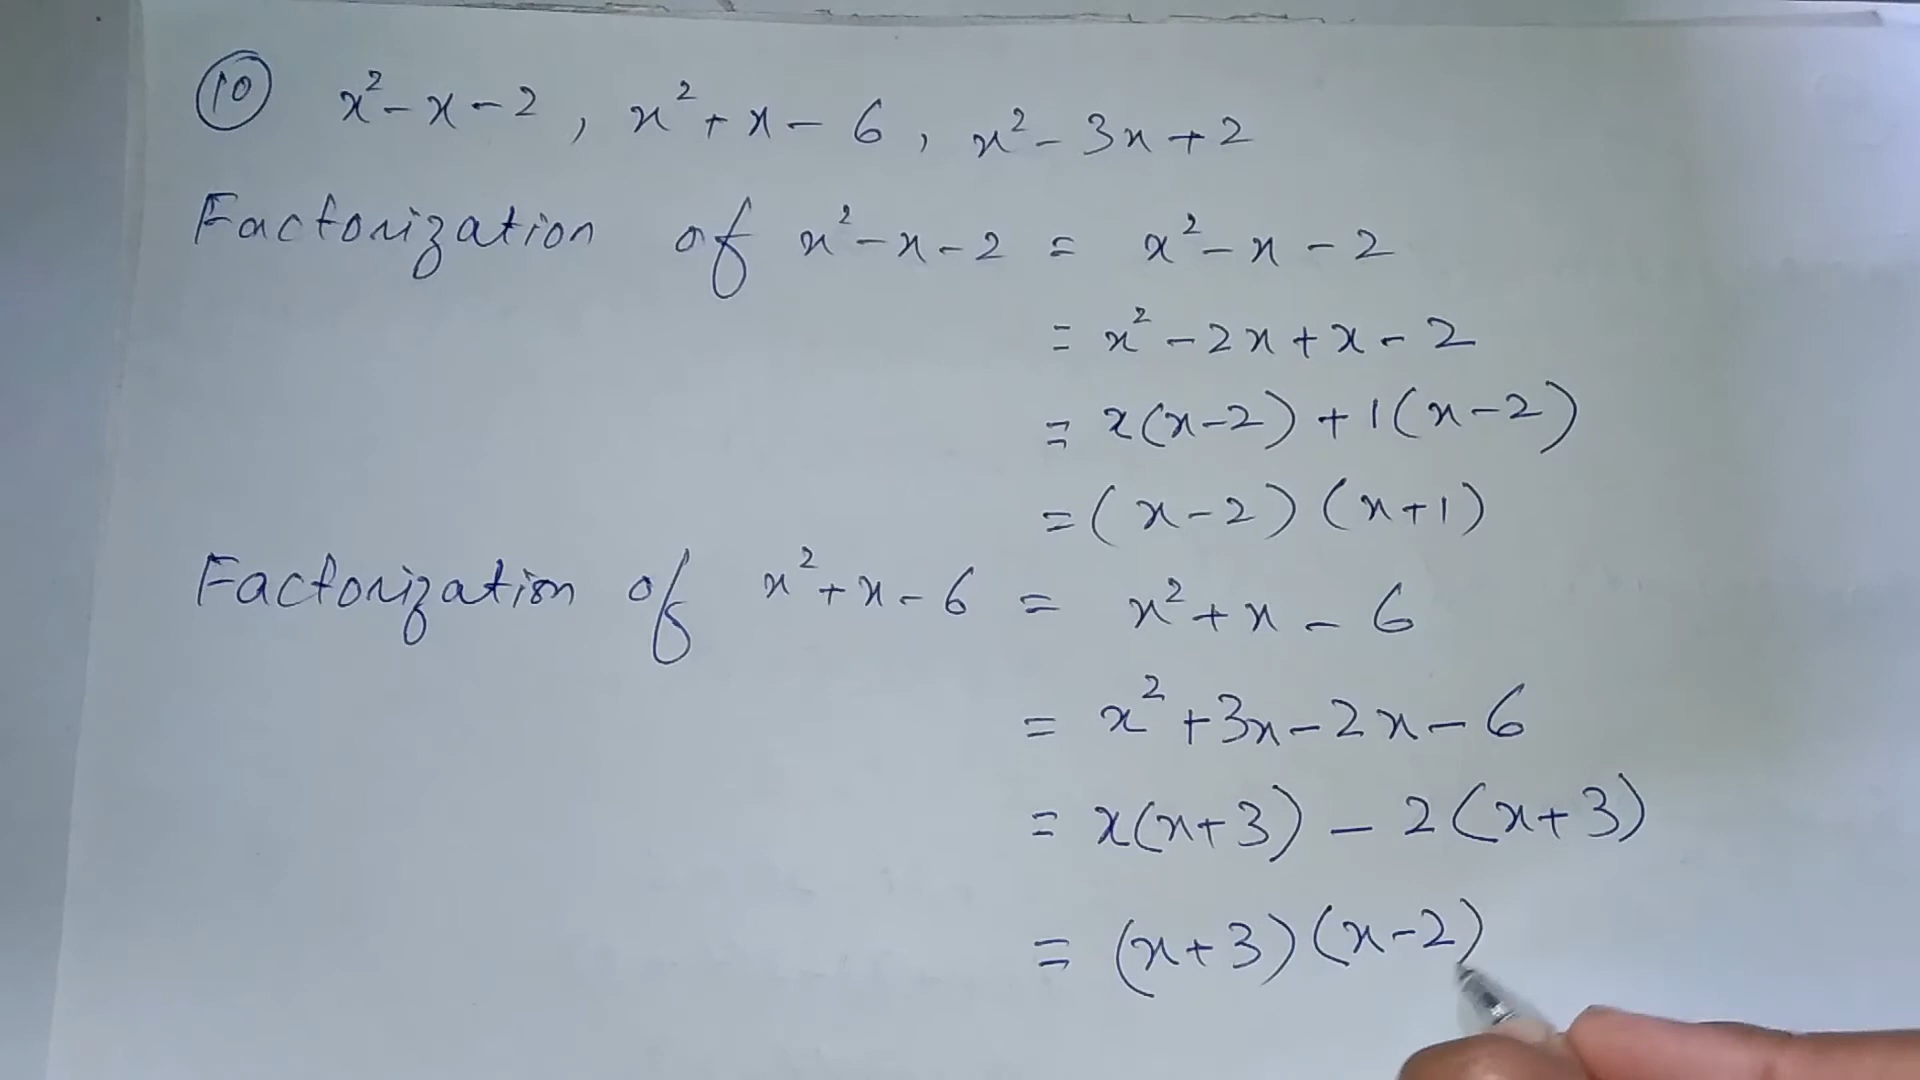 10 x² - x - 2 , x² + x - 6 , x² - 3x + 2
Factorization of x² - x - 2 = x² - x - 2
= x² - 2x + x - 2
= x(x-2) + 1(x-2)
= (x-2) (x+1)
Factorization of x² + x - 6 = x² + x - 6
= x² + 3x - 2x - 6
= x(x+3) - 2(x+3)
= (x+3)(x-2)